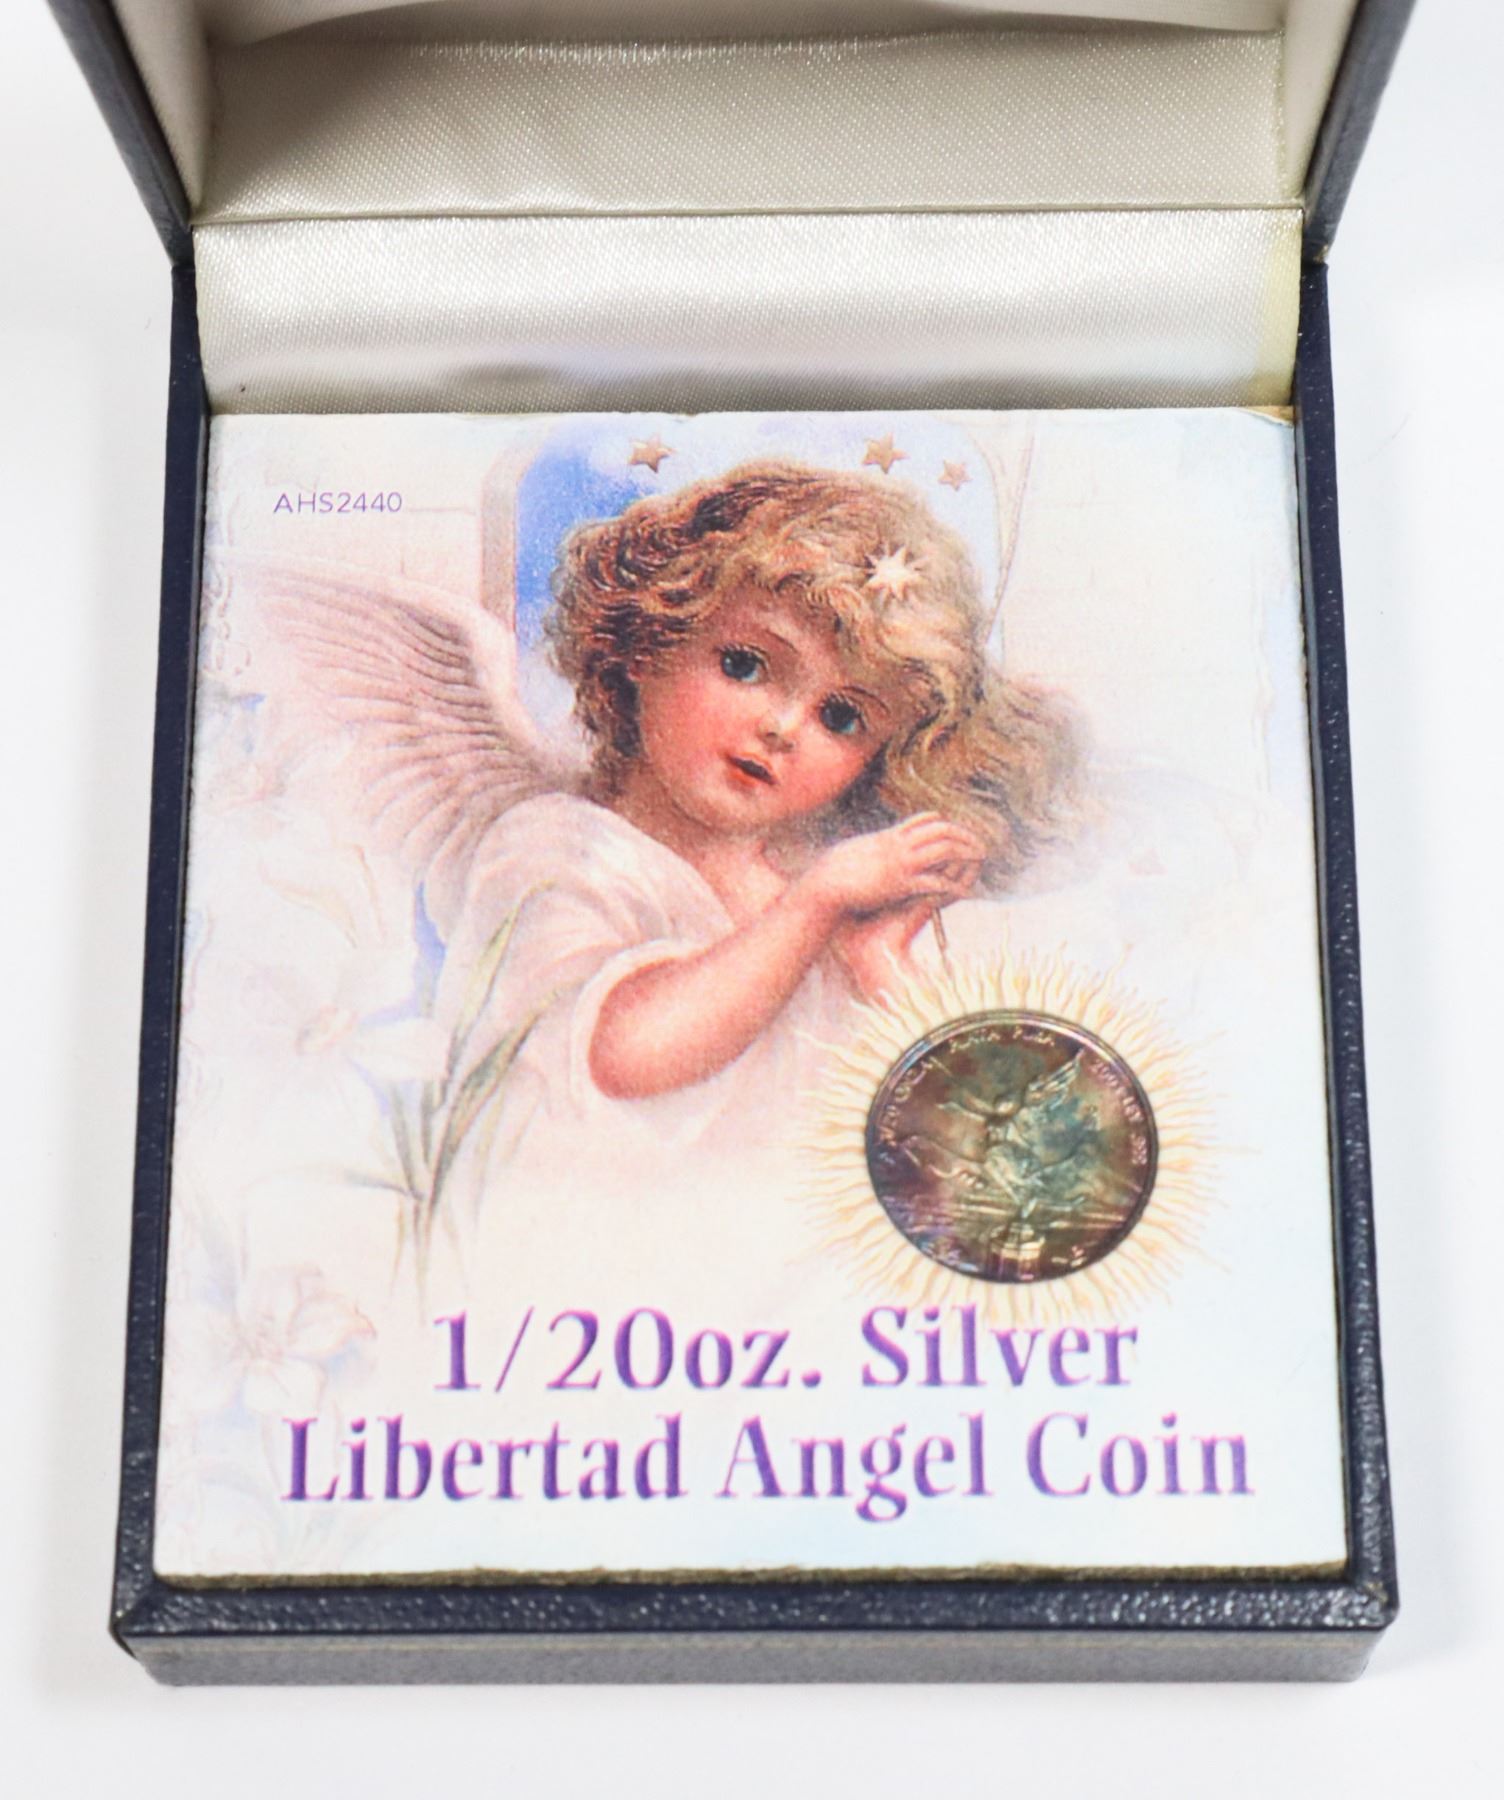 AHS2440
1/20oz. Silver
Libertad Angel Coin